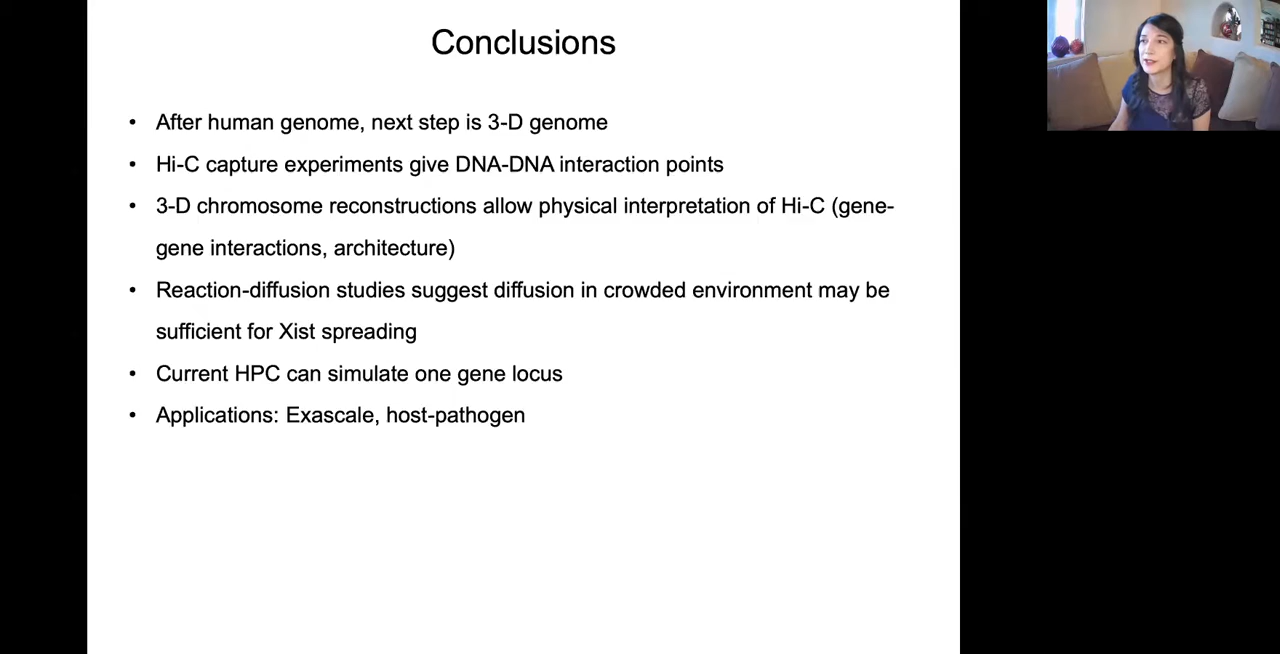 Conclusions
• After human genome, next step is 3-D genome
• Hi-C capture experiments give DNA-DNA interaction points
• 3-D chromosome reconstructions allow physical interpretation of Hi-C (gene-
gene interactions, architecture)
• Reaction-diffusion studies suggest diffusion in crowded environment may be
sufficient for Xist spreading
• Current HPC can simulate one gene locus
• Applications: Exascale, host-pathogen